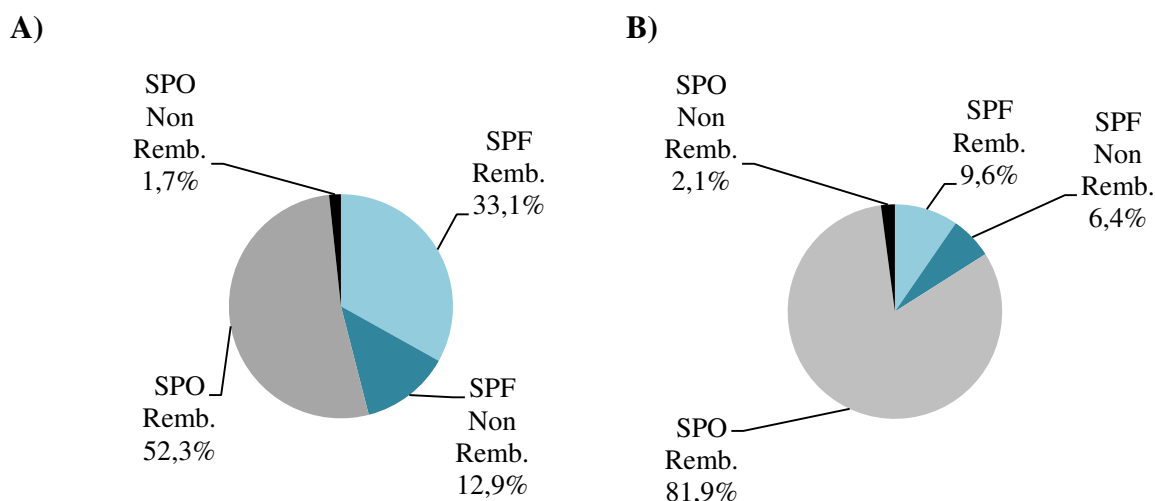 A)
SPO
Non
Remb.
1,7%
SPF
Remb.
33,1%
SPO
Remb.
52,3%
SPF
Non
Remb.
12,9%
B)
SPO
Non
Remb.
2,1%
SPF
Remb.
9,6%
SPF
Non
Remb.
6,4%
SPO
Remb.
81,9%